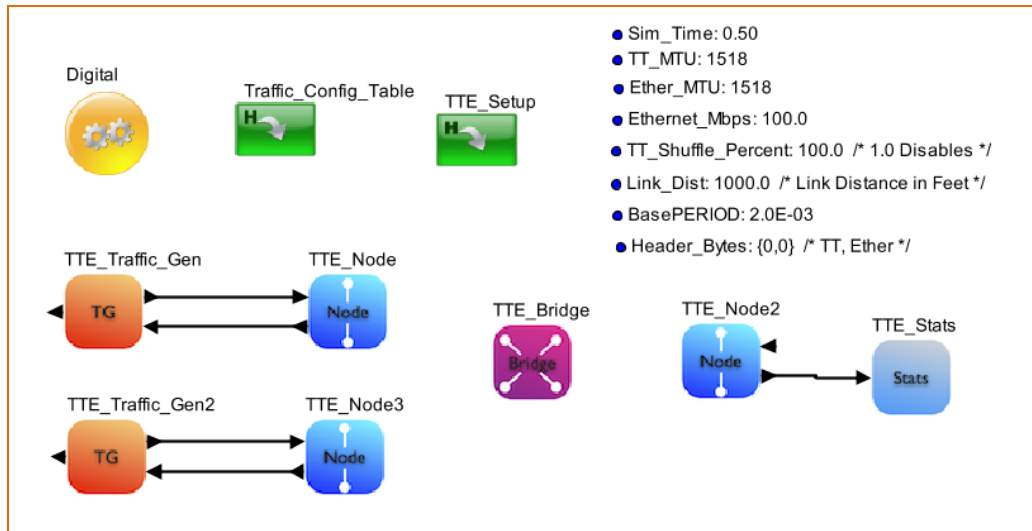 Digital
Traffic_Config_Table
H
TTE_Setup
H
Sim_Time: 0.50
TT_MTU: 1518
Ether_MTU: 1518
Ethernet_Mbps: 100.0
TT_Shuffle_Percent: 100.0 /* 1.0 Disables */
Link_Dist: 1000.0 /* Link Distance in Feet */
BasePERIOD: 2.0E-03
Header_Bytes: {0,0} /* TT, Ether */
TTE_Traffic_Gen
TG
TTE_Node
Node
TTE_Bridge
Bridge
TTE_Node2
Node
TTE_Stats
Stats
TTE_Traffic_Gen2
TG
TTE_Node3
Node